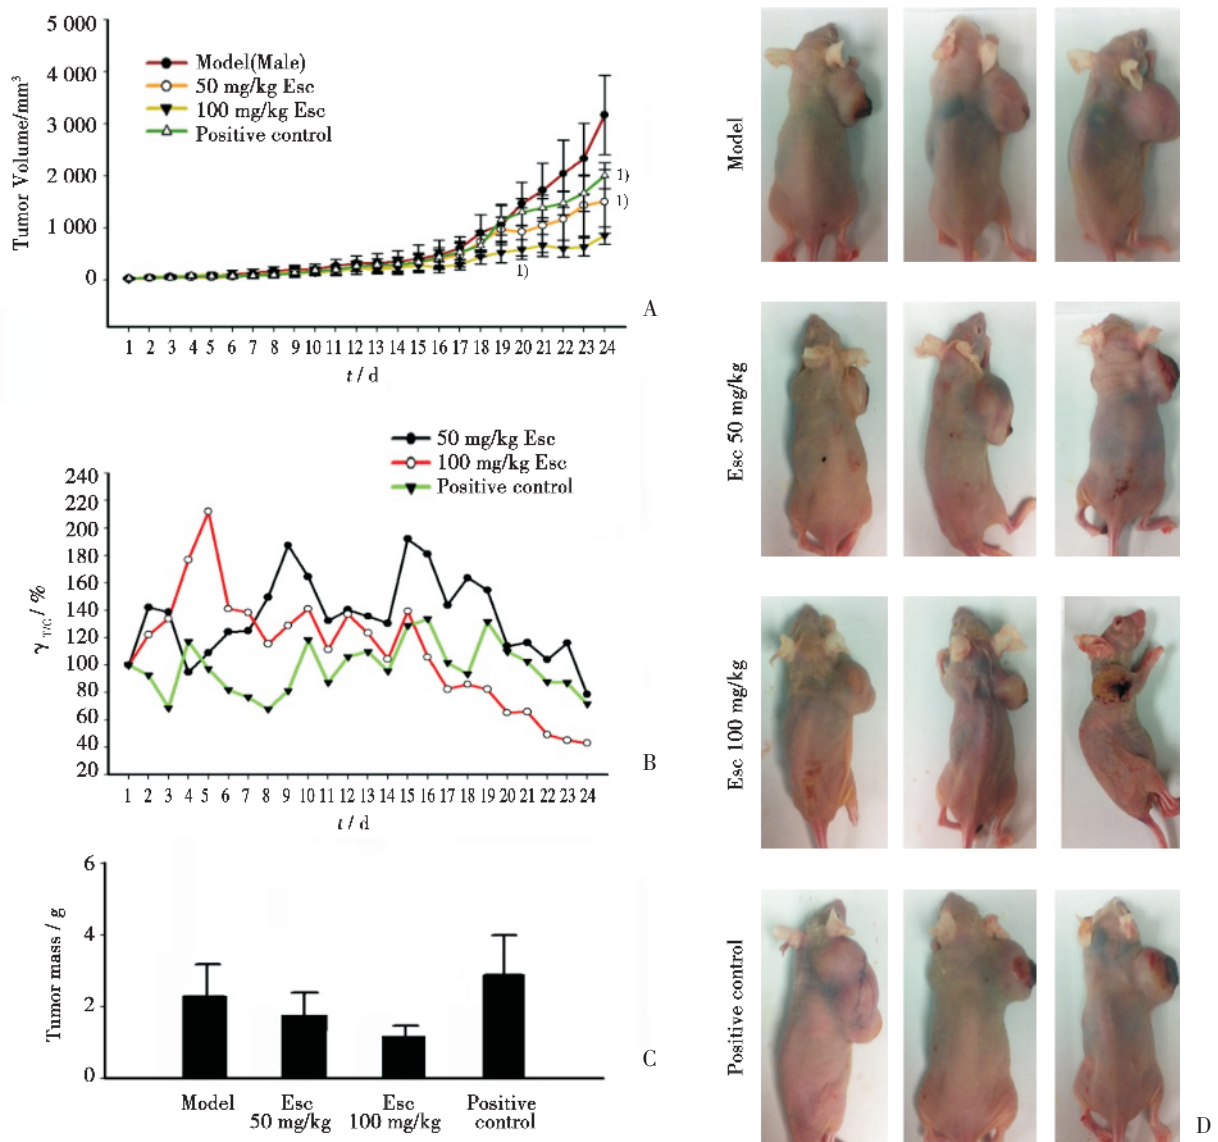 5 000
4 000
3 000
2 000
1 000
0
Tumor Volume/mm³
Model(Male)
50 mg/kg Esc
100 mg/kg Esc
Positive control
1)
1)
1)
1 2 3 4 5 6 7 8 9 10 11 12 13 14 15 16 17 18 19 20 21 22 23 24
t / d
A
50 mg/kg Esc
100 mg/kg Esc
Positive control
240
220
200
180
160
140
120
100
80
60
40
20
γ T/C / %
1 2 3 4 5 6 7 8 9 10 11 12 13 14 15 16 17 18 19 20 21 22 23 24
t / d
B
6
4
2
0
Tumor mass / g
Model
Esc
50 mg/kg
Esc
100 mg/kg
Positive
control
C
Model
Esc 50 mg/kg
Esc 100 mg/kg
Positive control
D